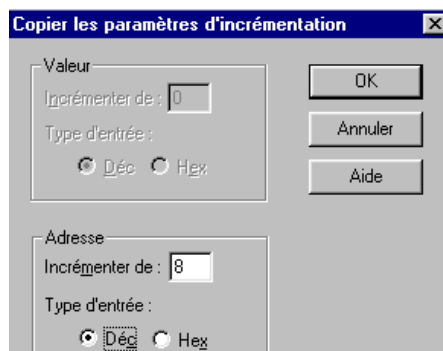 Copier les paramètres d'incrémentation
Valeur
Incrémenter de : 0
Type d'entrée :
Déc Hex
OK
Annuler
Aide
Adresse
Incrémenter de : 8
Type d'entrée :
Déc Hex